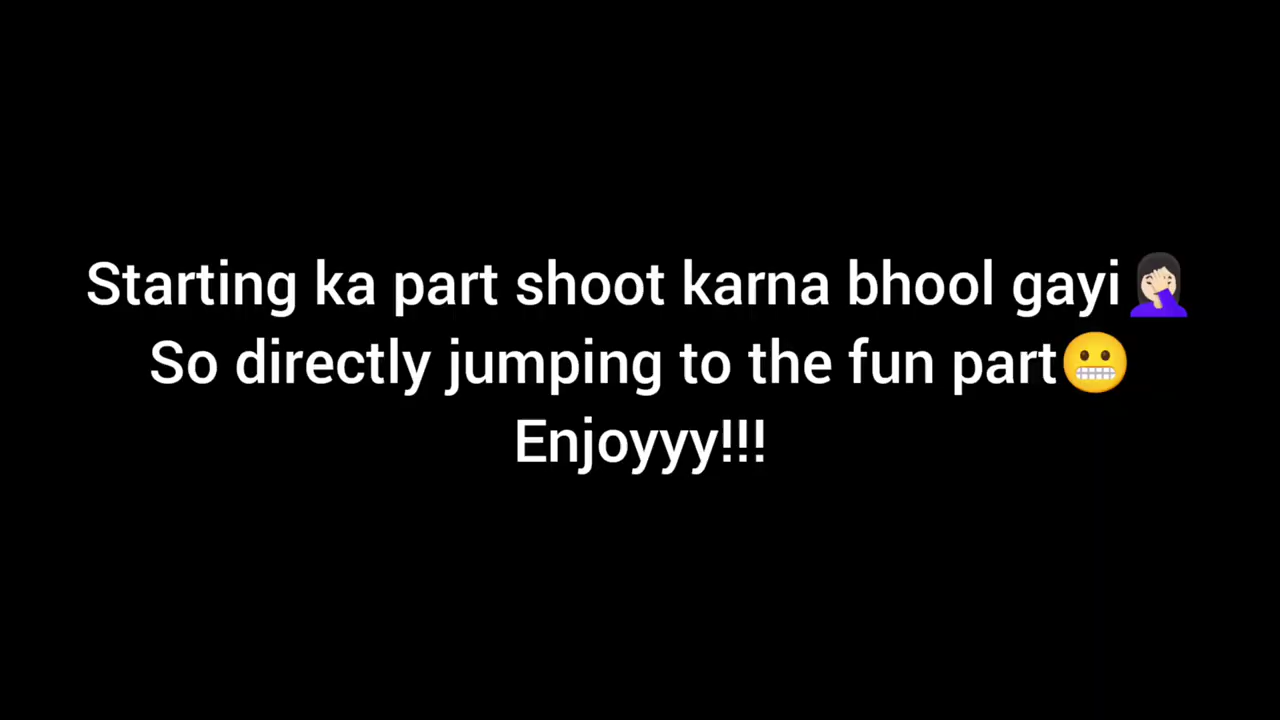 Starting ka part shoot karna bhool gayi🤦🏻‍♀️
So directly jumping to the fun part😬
Enjoyyy!!!